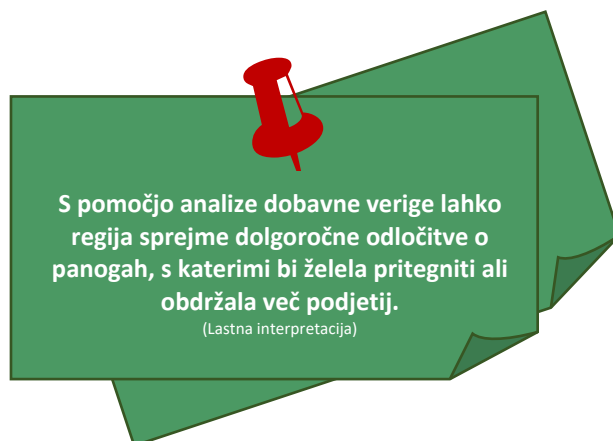 S pomočjo analize dobavne verige lahko
regija sprejme dolgoročne odločitve o
panogah, s katerimi bi želela pritegniti ali
obdržala več podjetij.
(Lastna interpretacija)